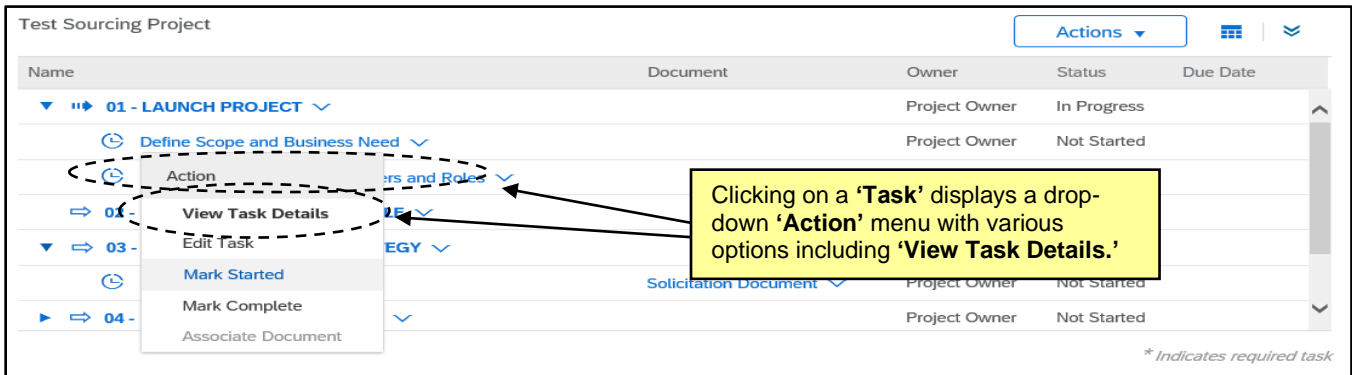 Test Sourcing Project
Actions
Name Document Owner Status Due Date
01 - LAUNCH PROJECT Project Owner In Progress
Define Scope and Business Need Project Owner Not Started
Action ers and Roles
Clicking on a ‘Task’ displays a drop-
down ‘Action’ menu with various
options including ‘View Task Details.’
02 - View Task Details LE
03 - Edit Task EGY
Mark Started Solicitation Document Project Owner Not Started
Mark Complete
04 - Project Owner Not Started
Associate Document
* Indicates required task